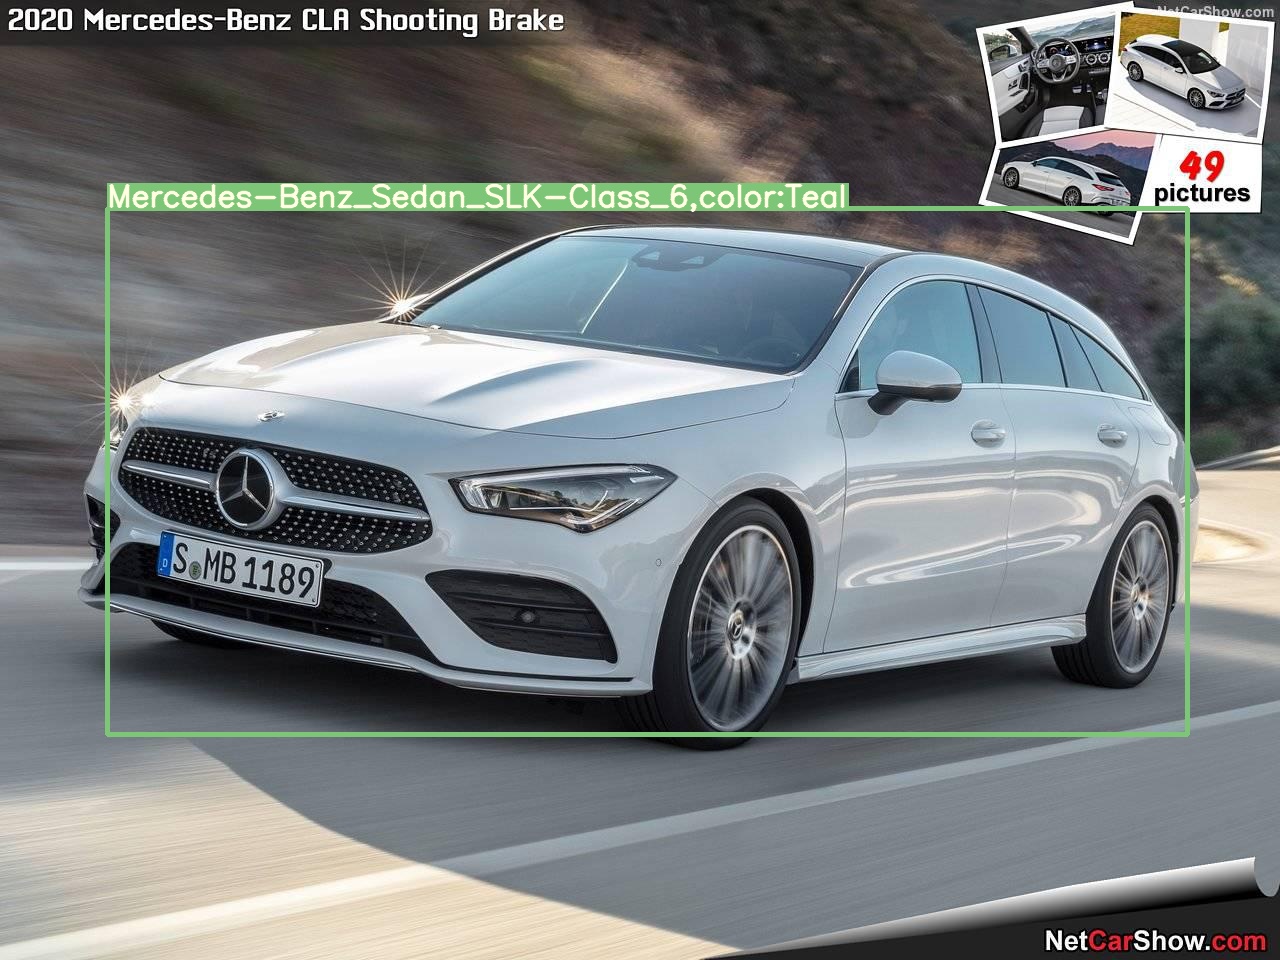 2020 Mercedes-Benz CLA Shooting Brake
NetCarShow.com
49
pictures
Mercedes-Benz_Sedan_SLK-Class_6,color:Teal
S MB 1189
D
NetCarShow.com